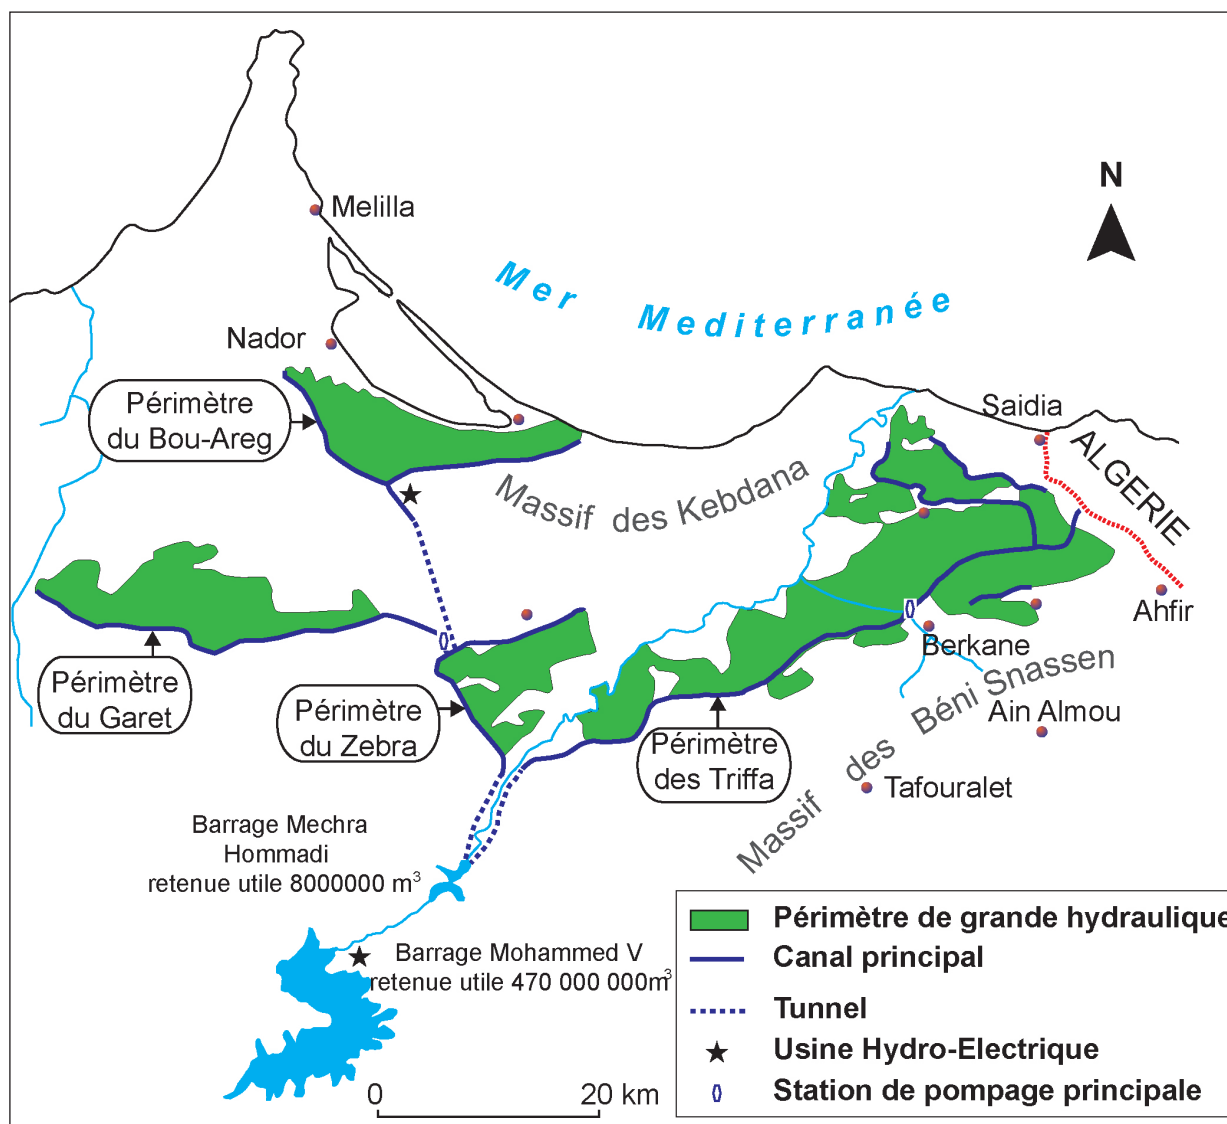 N
Melilla
Mer Mediterranée
Nador
Saidia
ALGERIE
Périmètre
du Bou-Areg
Massif des Kebdana
Ahfir
Berkane
Périmètre
du Garet
Périmètre
du Zebra
Périmètre
des Triffa
Massif des Béni Snassen
Ain Almou
Tafouralet
Barrage Mechra
Hommadi
retenue utile 8000000 m³
Barrage Mohammed V
retenue utile 470 000 000m³
0 20 km
Périmètre de grande hydraulique
Canal principal
Tunnel
Usine Hydro-Electrique
Station de pompage principale